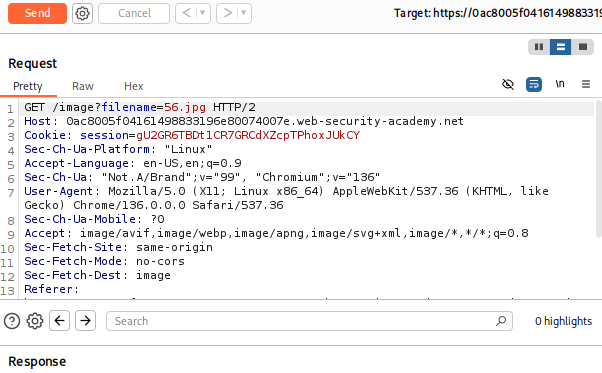 Send Cancel < > Target: https://0ac8005f041614988331
Request
Pretty Raw Hex \n
1 GET /image?filename=56.jpg HTTP/2
2 Host: 0ac8005f04161498833196e80074007e.web-security-academy.net
3 Cookie: session=gU2GR6TBDtlCR7GRCdXZcpTPhoxJUkCY
4 Sec-Ch-Ua-Platform: "Linux"
5 Accept-Language: en-US,en;q=0.9
6 Sec-Ch-Ua: "Not.A/Brand";v="99", "Chromium";v="136"
7 User-Agent: Mozilla/5.0 (X11; Linux x86_64) AppleWebKit/537.36 (KHTML, like
Gecko) Chrome/136.0.0.0 Safari/537.36
8 Sec-Ch-Ua-Mobile: ?0
9 Accept: image/avif,image/webp,image/apng,image/svg+xml,image/*,*/*;q=0.8
10 Sec-Fetch-Site: same-origin
11 Sec-Fetch-Mode: no-cors
12 Sec-Fetch-Dest: image
13 Referer:
Search 0 highlights
Response